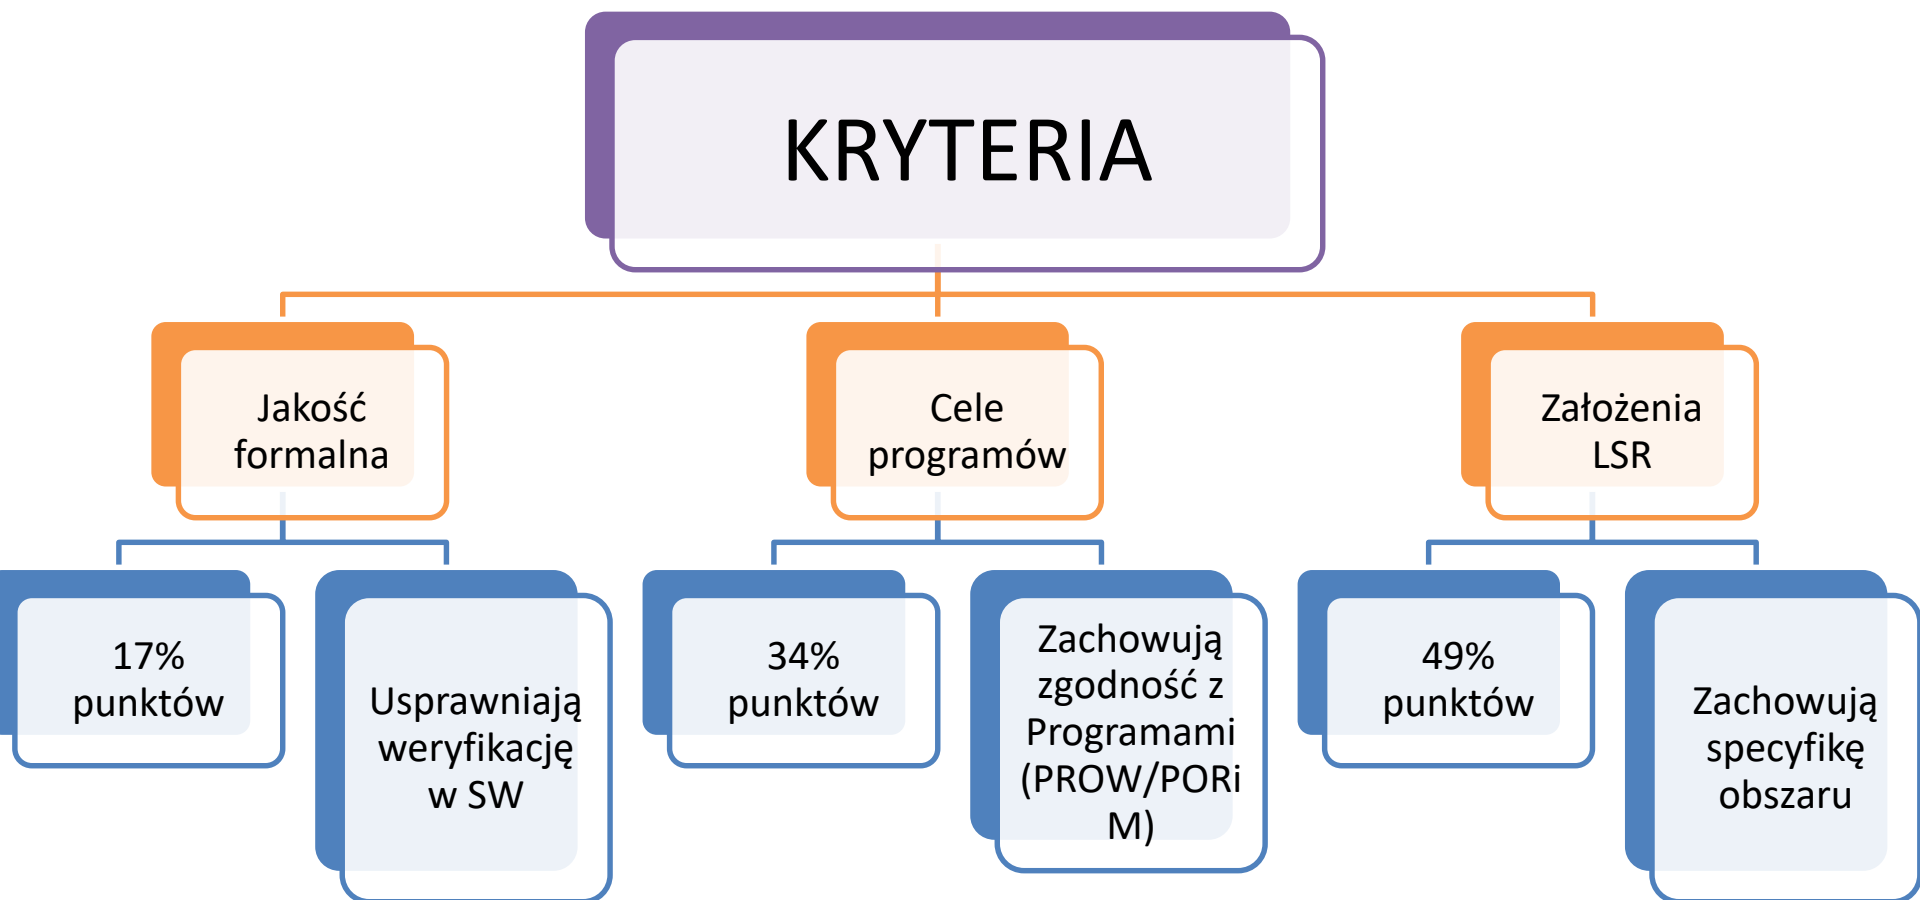 KRYTERIA
Jakość
formalna
Cele
programów
Założenia
LSR
17%
punktów
Usprawniają
weryfikację
w SW
34%
punktów
Zachowują
zgodność z
Programami
(PROW/PORi
M)
49%
punktów
Zachowują
specyfikę
obszaru